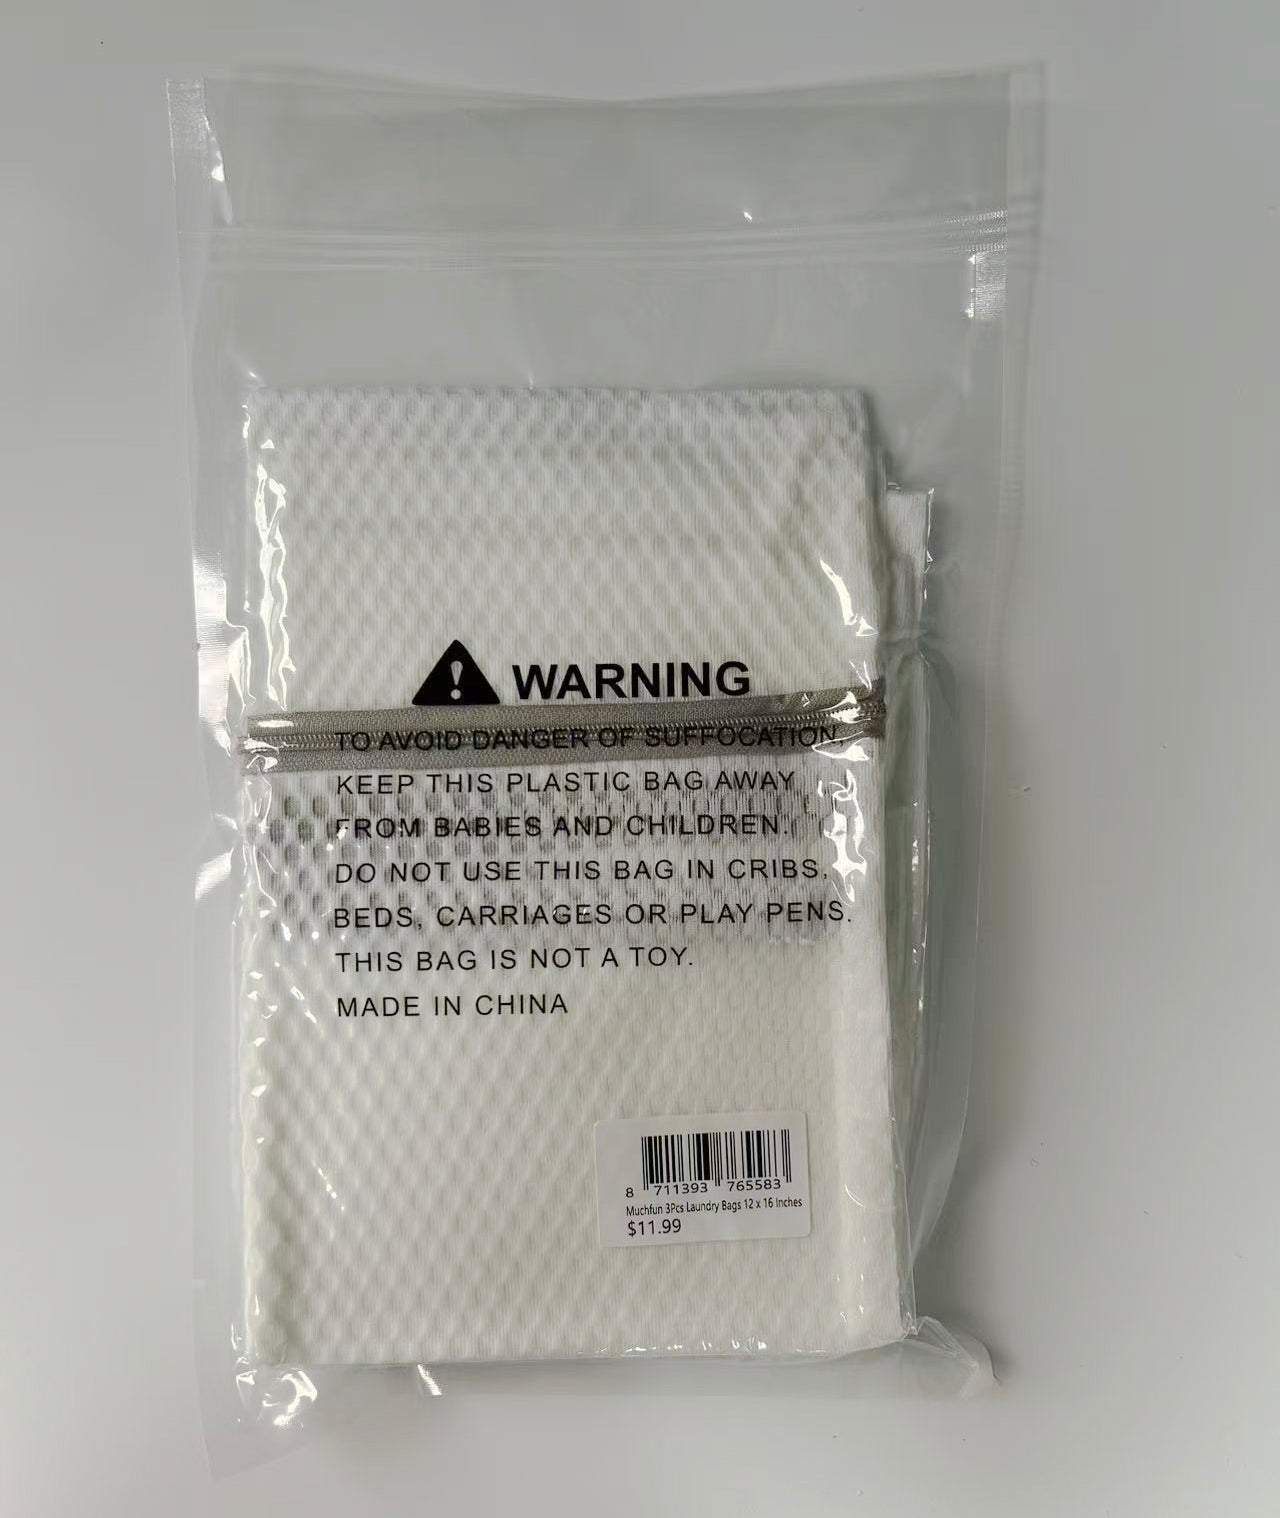 WARNING
TO AVOID DANGER OF SUFFOCATION,
KEEP THIS PLASTIC BAG AWAY
FROM BABIES AND CHILDREN.
DO NOT USE THIS BAG IN CRIBS,
BEDS, CARRIAGES OR PLAY PENS.
THIS BAG IS NOT A TOY.
MADE IN CHINA
8 711393 765583
Muchfun 3Pcs Laundry Bags 12 x 16 Inches
$11.99